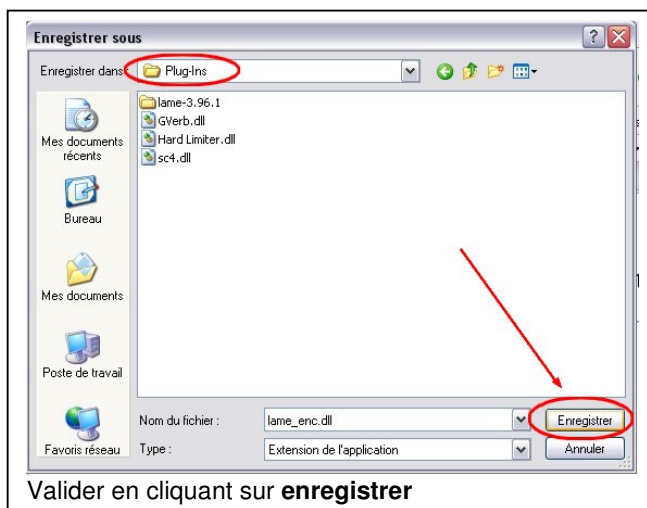 Enregistrer sous
Enregistrer dans :
Plug-Ins
lame-3.96.1
GVerb.dll
Hard Limiter.dll
sc4.dll
Mes documents
récents
Bureau
Mes documents
Poste de travail
Favoris réseau
Nom du fichier :
lame_enc.dll
Enregistrer
Type :
Extension de l'application
Annuler
Valider en cliquant sur enregistrer